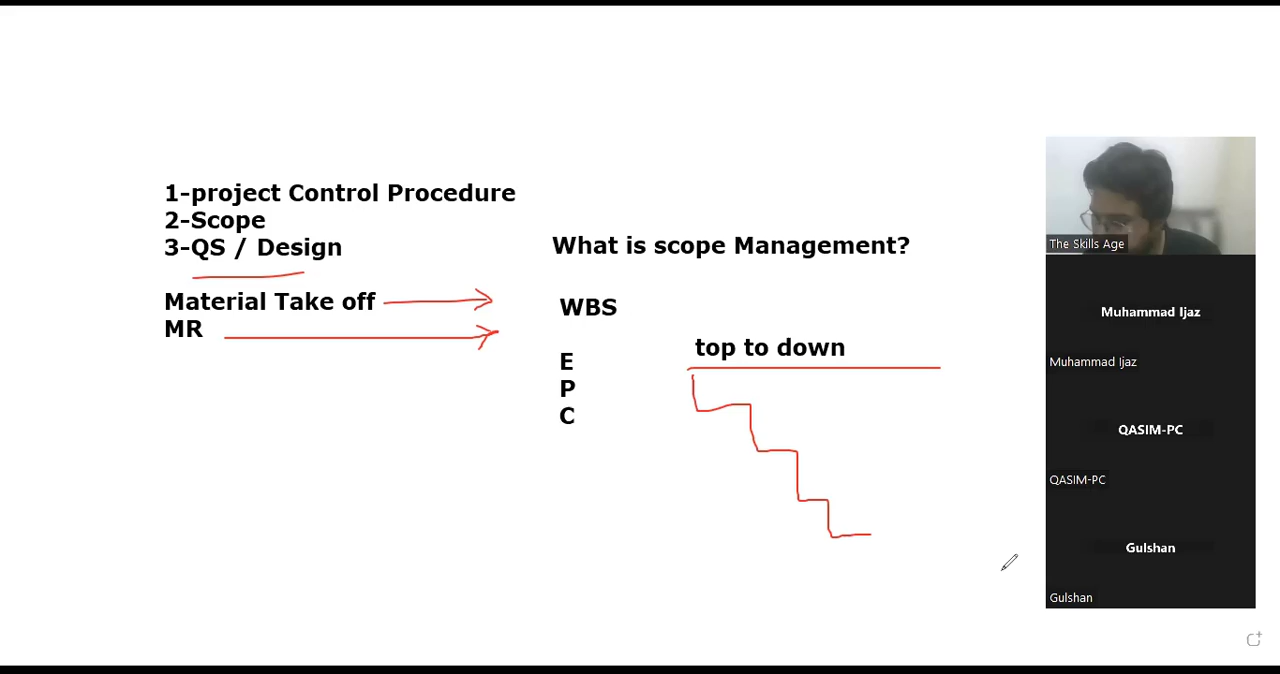 1-project Control Procedure
2-Scope
3-QS / Design
Material Take off
MR
What is scope Management?
WBS
top to down
E
P
C
The Skills Age
Muhammad Ijaz
Muhammad Ijaz
QASIM-PC
QASIM-PC
Gulshan
Gulshan